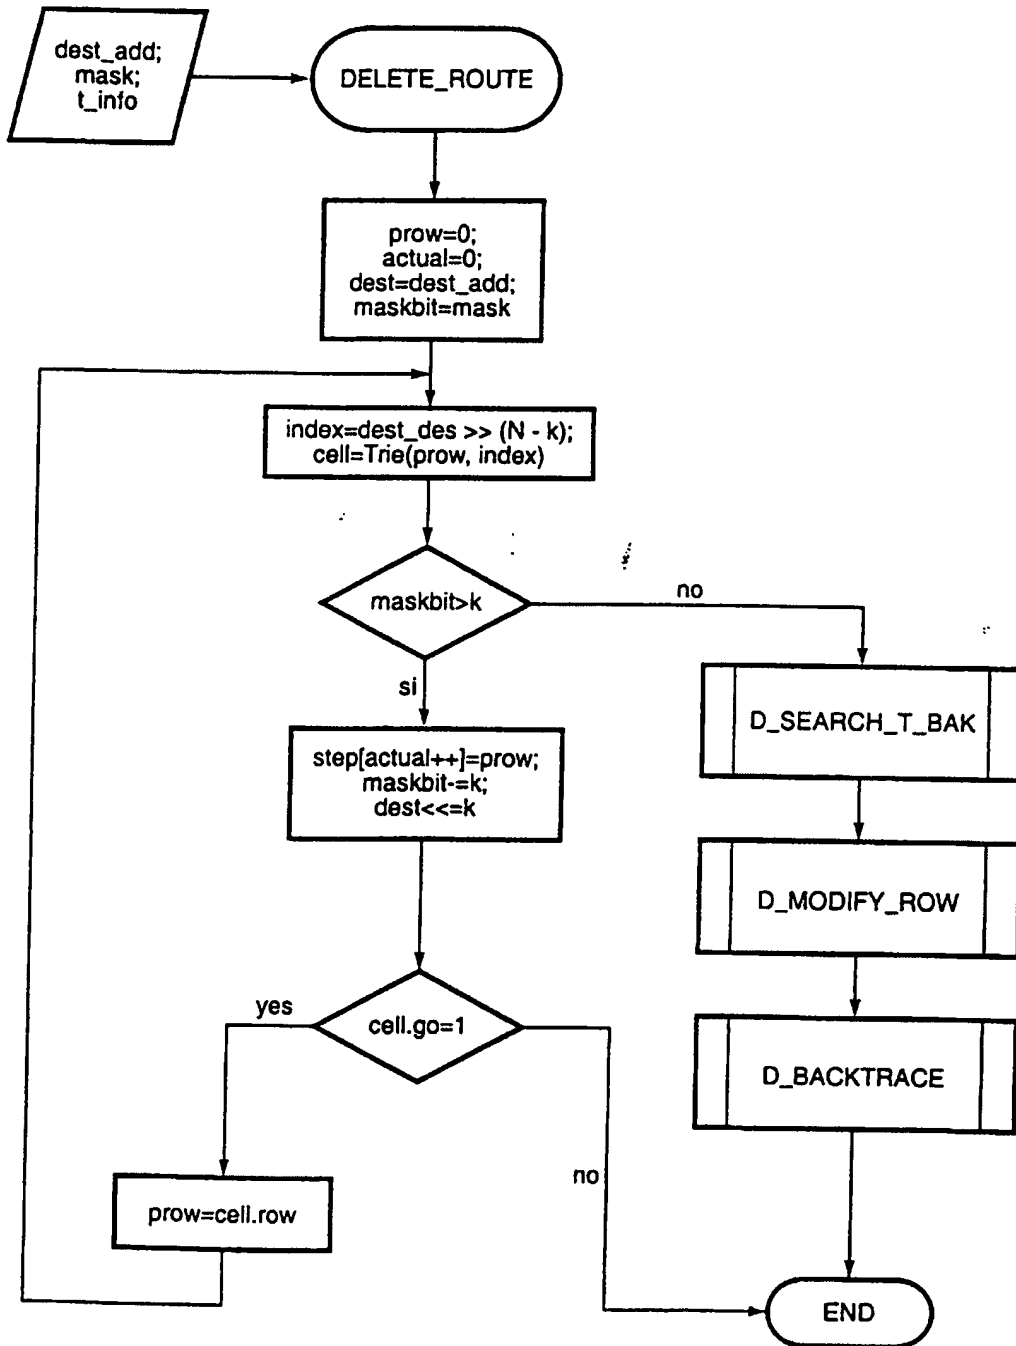 dest_add;
mask;
t_info
DELETE_ROUTE
prow=0;
actual=0;
dest=dest_add;
maskbit=mask
index=dest_des >> (N - k);
cell=Trie(prow, index)
maskbit>k
no
si
D_SEARCH_T_BAK
step[actual++]=prow;
maskbit-=k;
dest<<=k
D_MODIFY_ROW
yes
cell.go=1
D_BACKTRACE
no
prow=cell.row
END